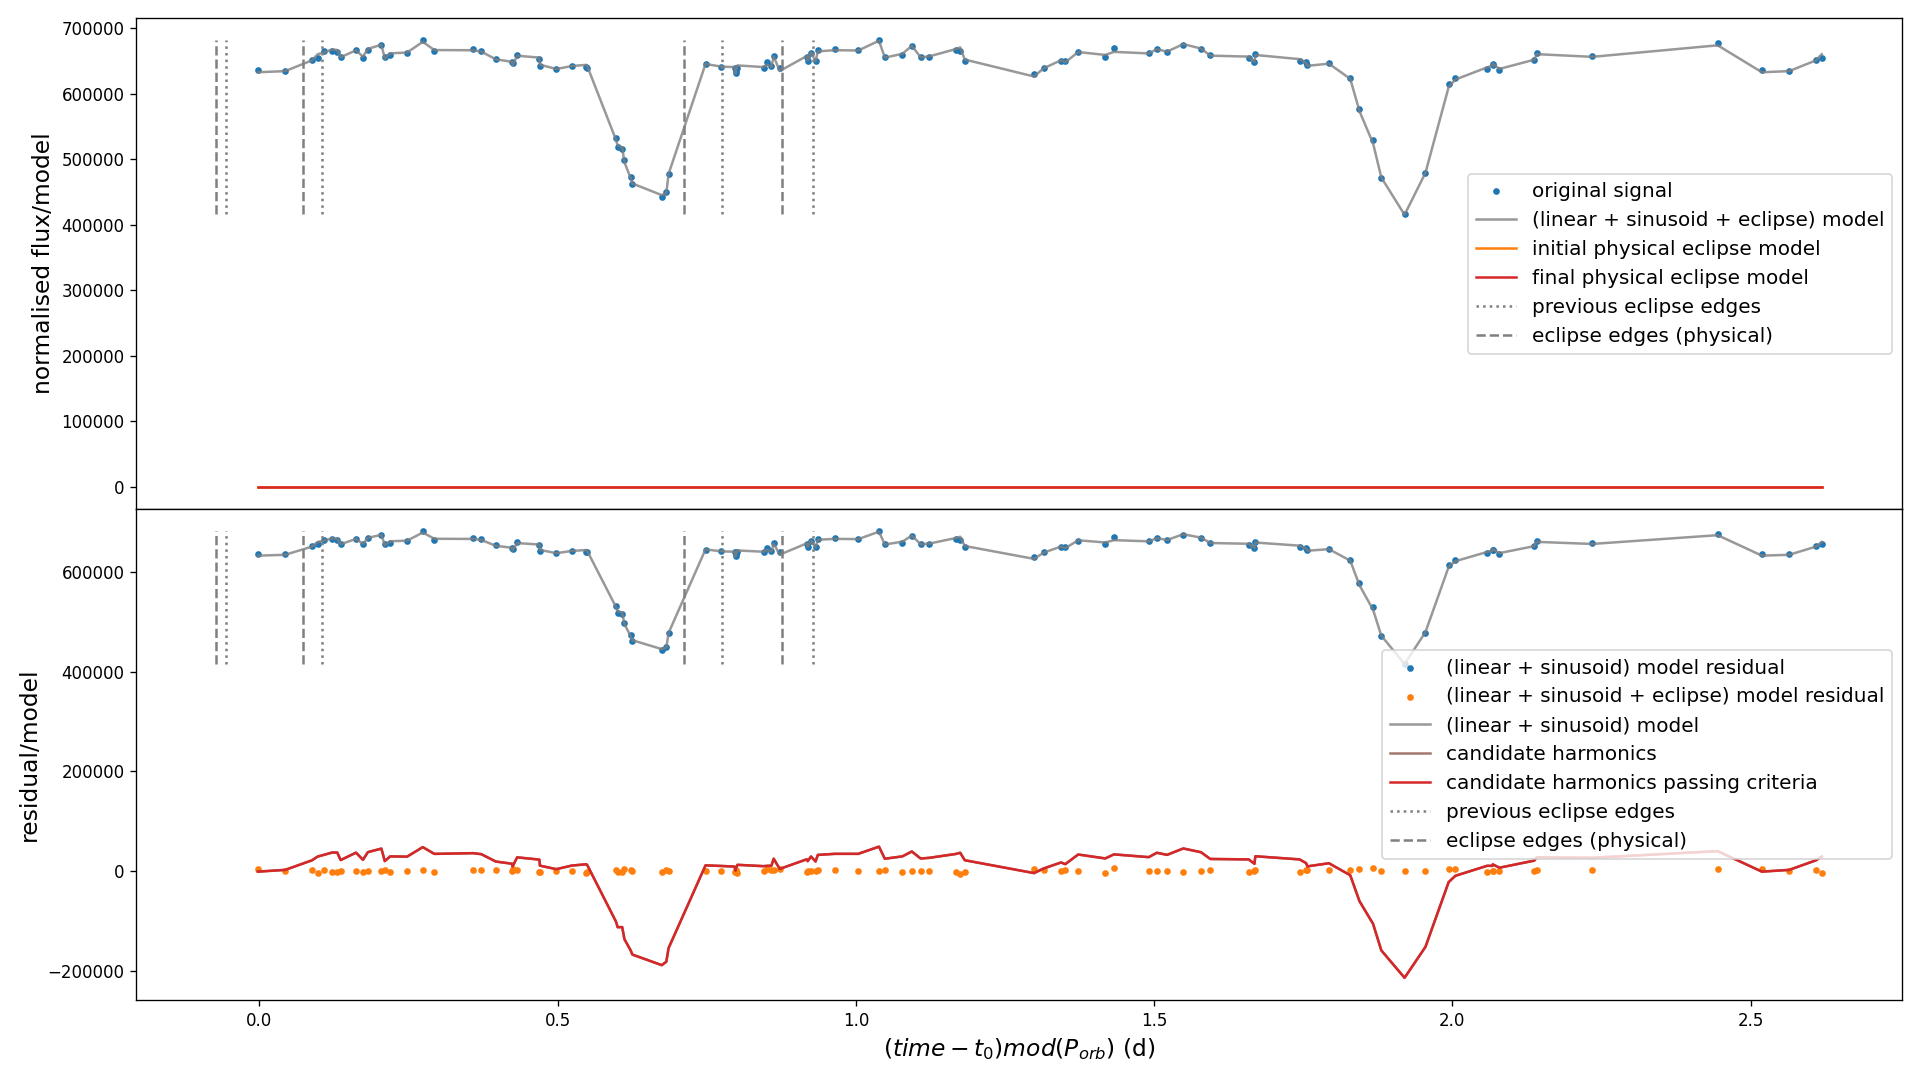 700000
600000
500000
400000
300000
200000
100000
0
normalised flux/model
original signal
(linear + sinusoid + eclipse) model
initial physical eclipse model
final physical eclipse model
previous eclipse edges
eclipse edges (physical)
600000
400000
200000
0
−200000
residual/model
(linear + sinusoid) model residual
(linear + sinusoid + eclipse) model residual
(linear + sinusoid) model
candidate harmonics
candidate harmonics passing criteria
previous eclipse edges
eclipse edges (physical)
0.0 0.5 1.0 1.5 2.0 2.5
(time − t₀)mod(P_orb) (d)